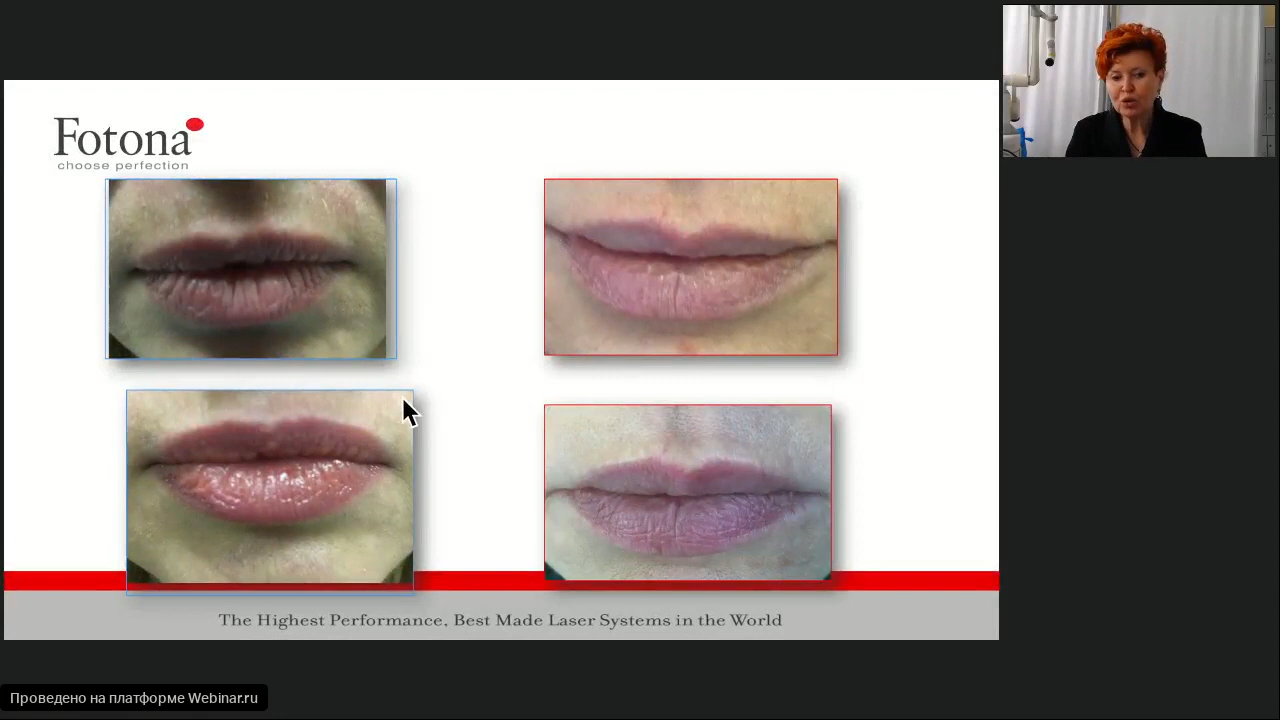 Fotona
choose perfection
The Highest Performance, Best Made Laser Systems in the World
Проведено на платформе Webinar.ru